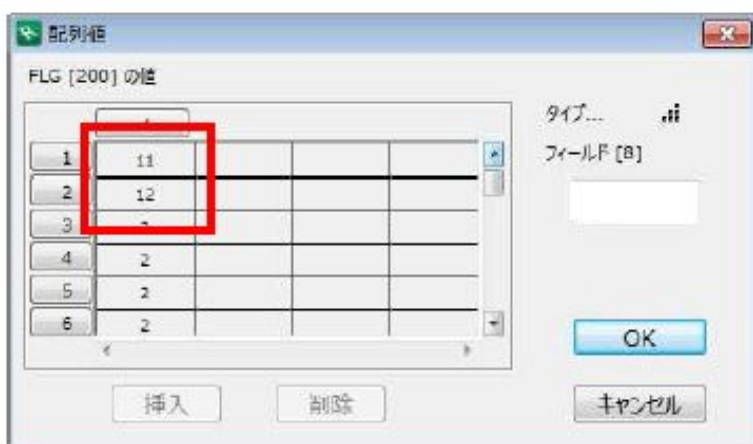 配列値
FLG [200] の値
タイプ...
フィールド [8]
1 11
2 12
3
4 2
5 2
6 2
OK
挿入 削除 キャンセル